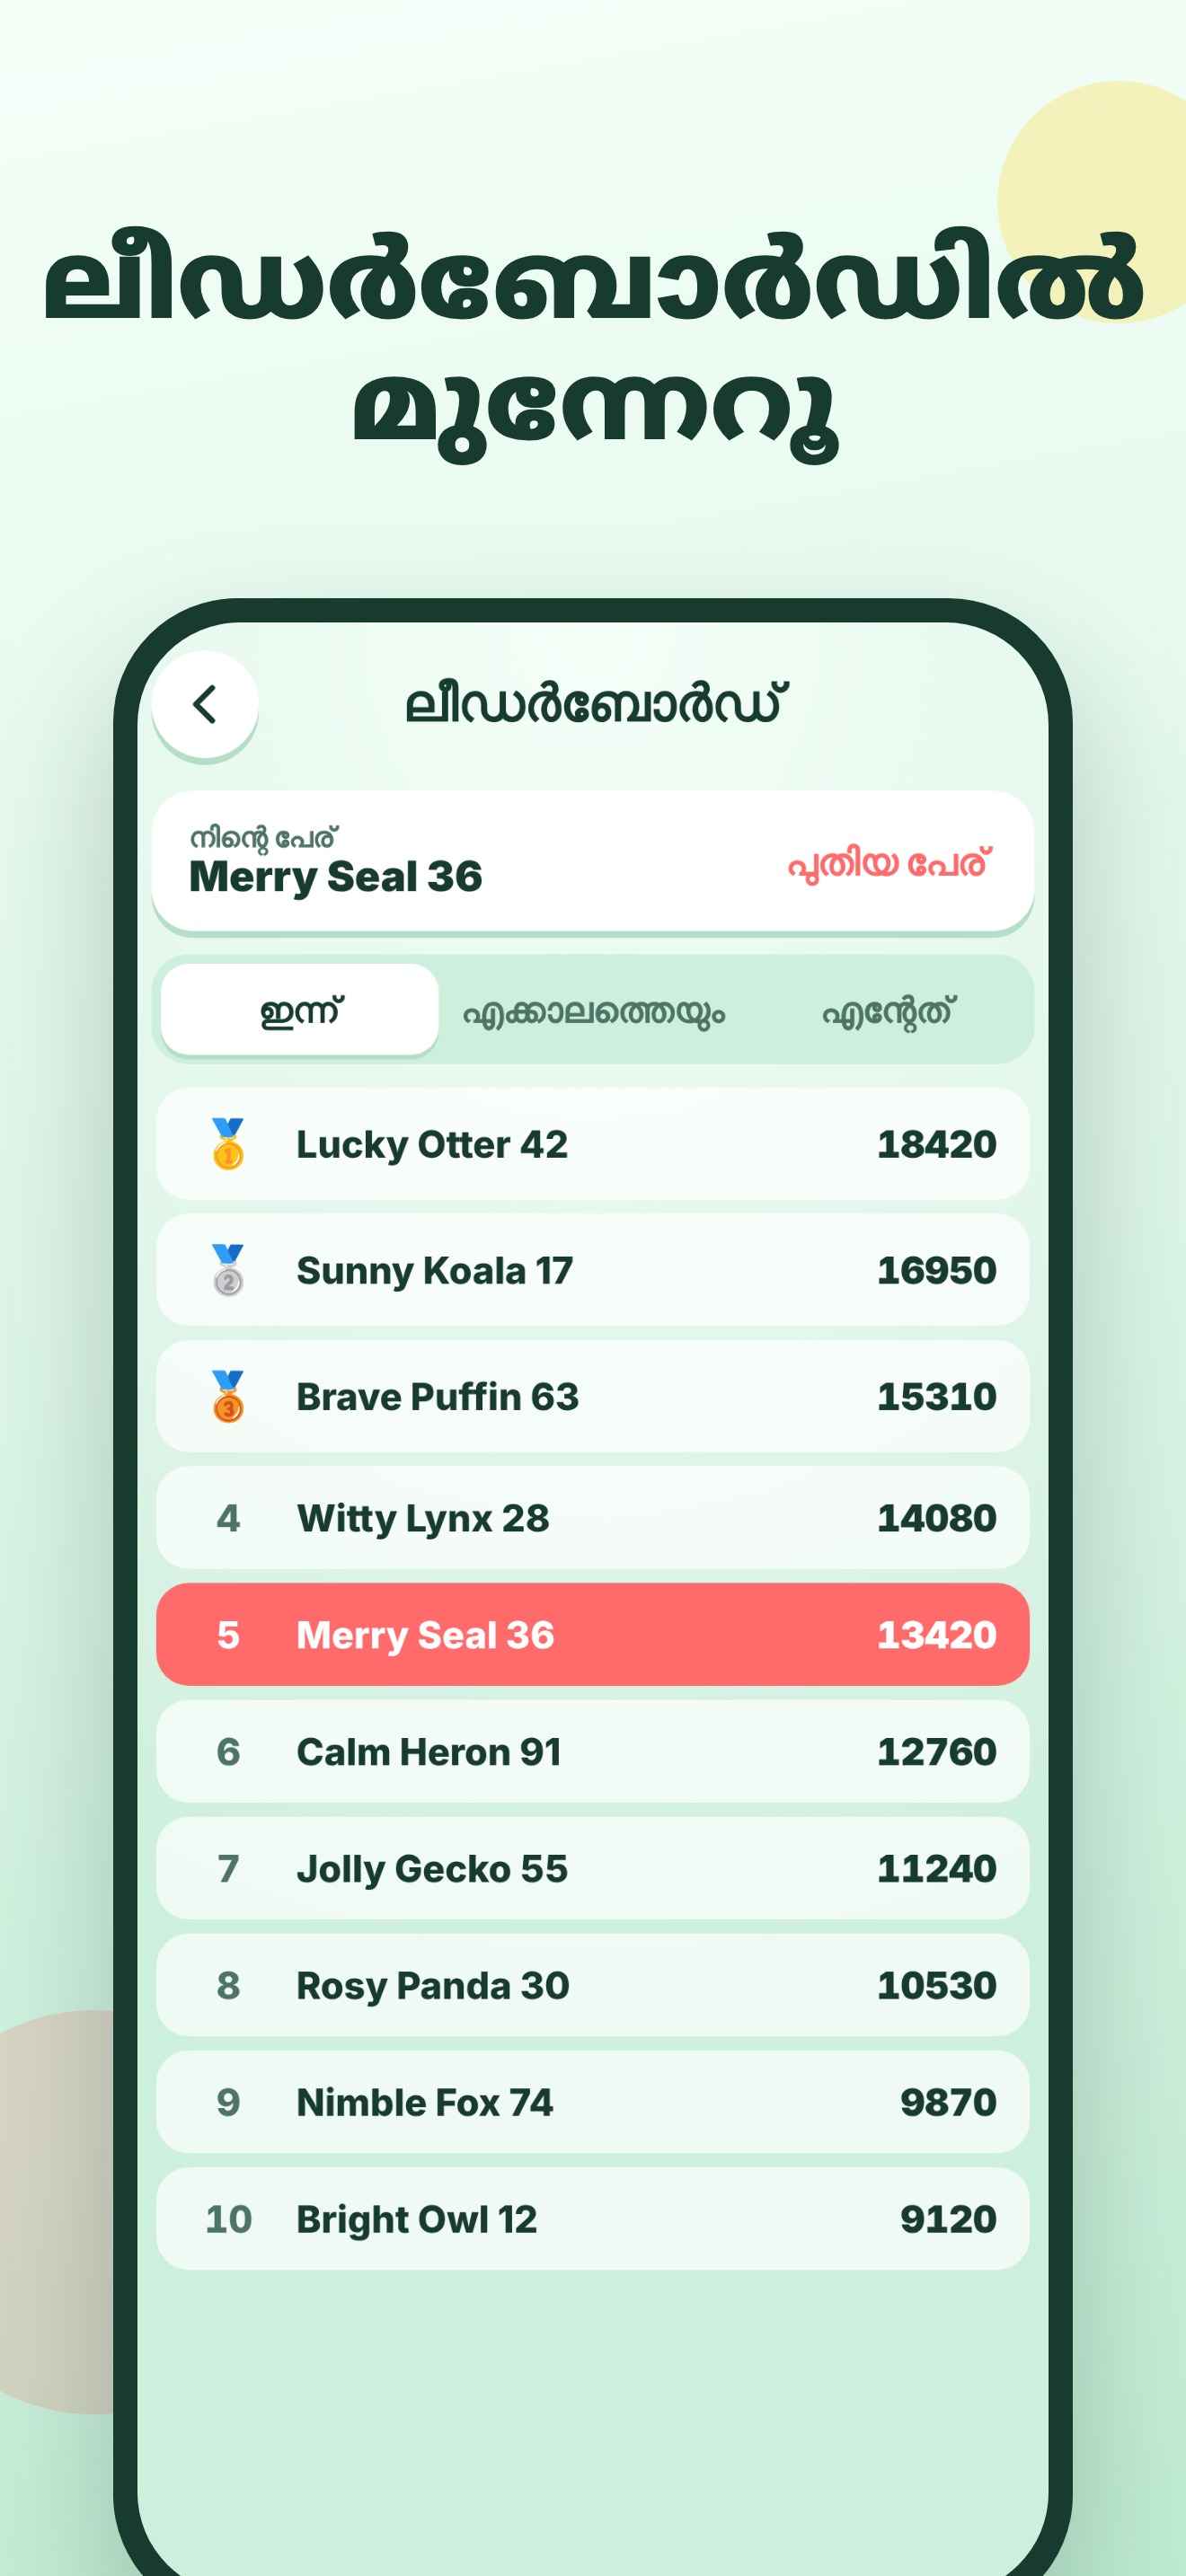 ലീഡർബോർഡിൽ
മുന്നേറൂ
ലീഡർബോർഡ്
നിന്റെ പേര്
Merry Seal 36
പുതിയ പേര്
ഇന്ന് എക്കാലത്തെയും എന്റേത്
🥇 Lucky Otter 42 18420
🥈 Sunny Koala 17 16950
🥉 Brave Puffin 63 15310
4 Witty Lynx 28 14080
5 Merry Seal 36 13420
6 Calm Heron 91 12760
7 Jolly Gecko 55 11240
8 Rosy Panda 30 10530
9 Nimble Fox 74 9870
10 Bright Owl 12 9120